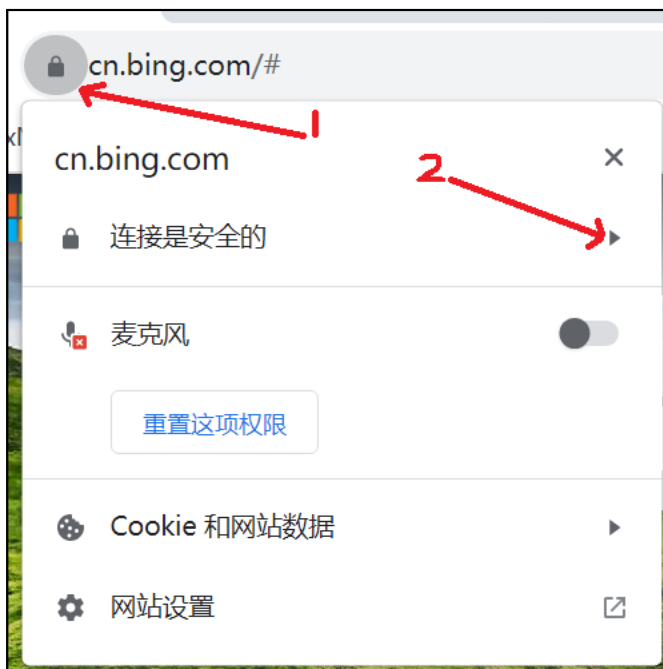 cn.bing.com/#
1
cn.bing.com
2
连接是安全的
麦克风
重置这项权限
Cookie 和网站数据
网站设置